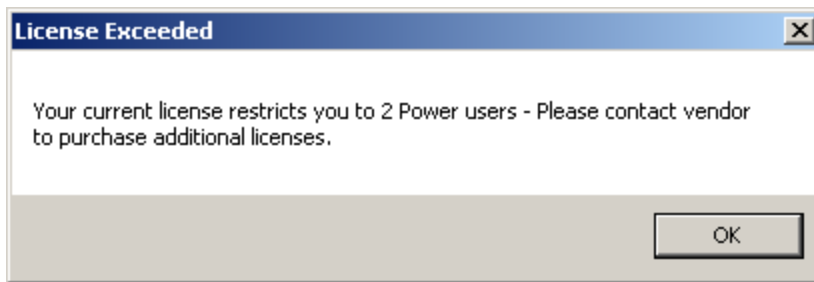 License Exceeded
Your current license restricts you to 2 Power users - Please contact vendor
to purchase additional licenses.
OK